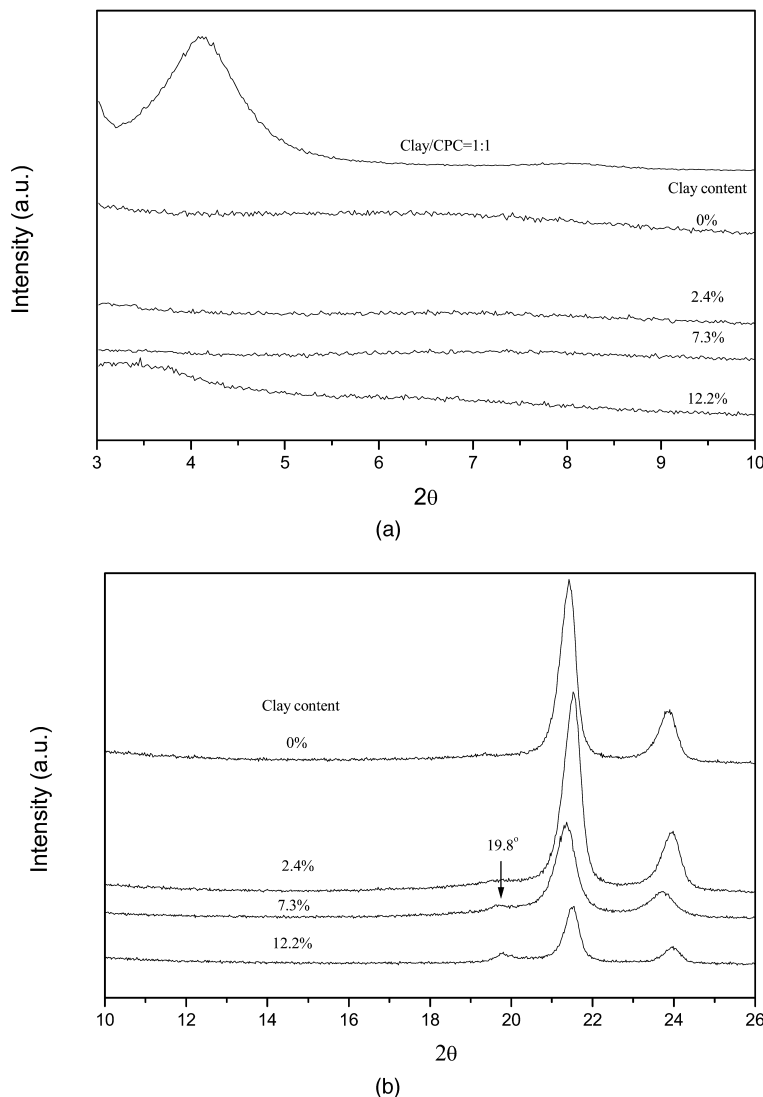 Intensity (a.u.)
Clay/CPC=1:1
Clay content
0%
2.4%
7.3%
12.2%
3 4 5 6 7 8 9 10
2θ
(a)
Intensity (a.u.)
Clay content
0%
19.8°
2.4%
7.3%
12.2%
10 12 14 16 18 20 22 24 26
2θ
(b)